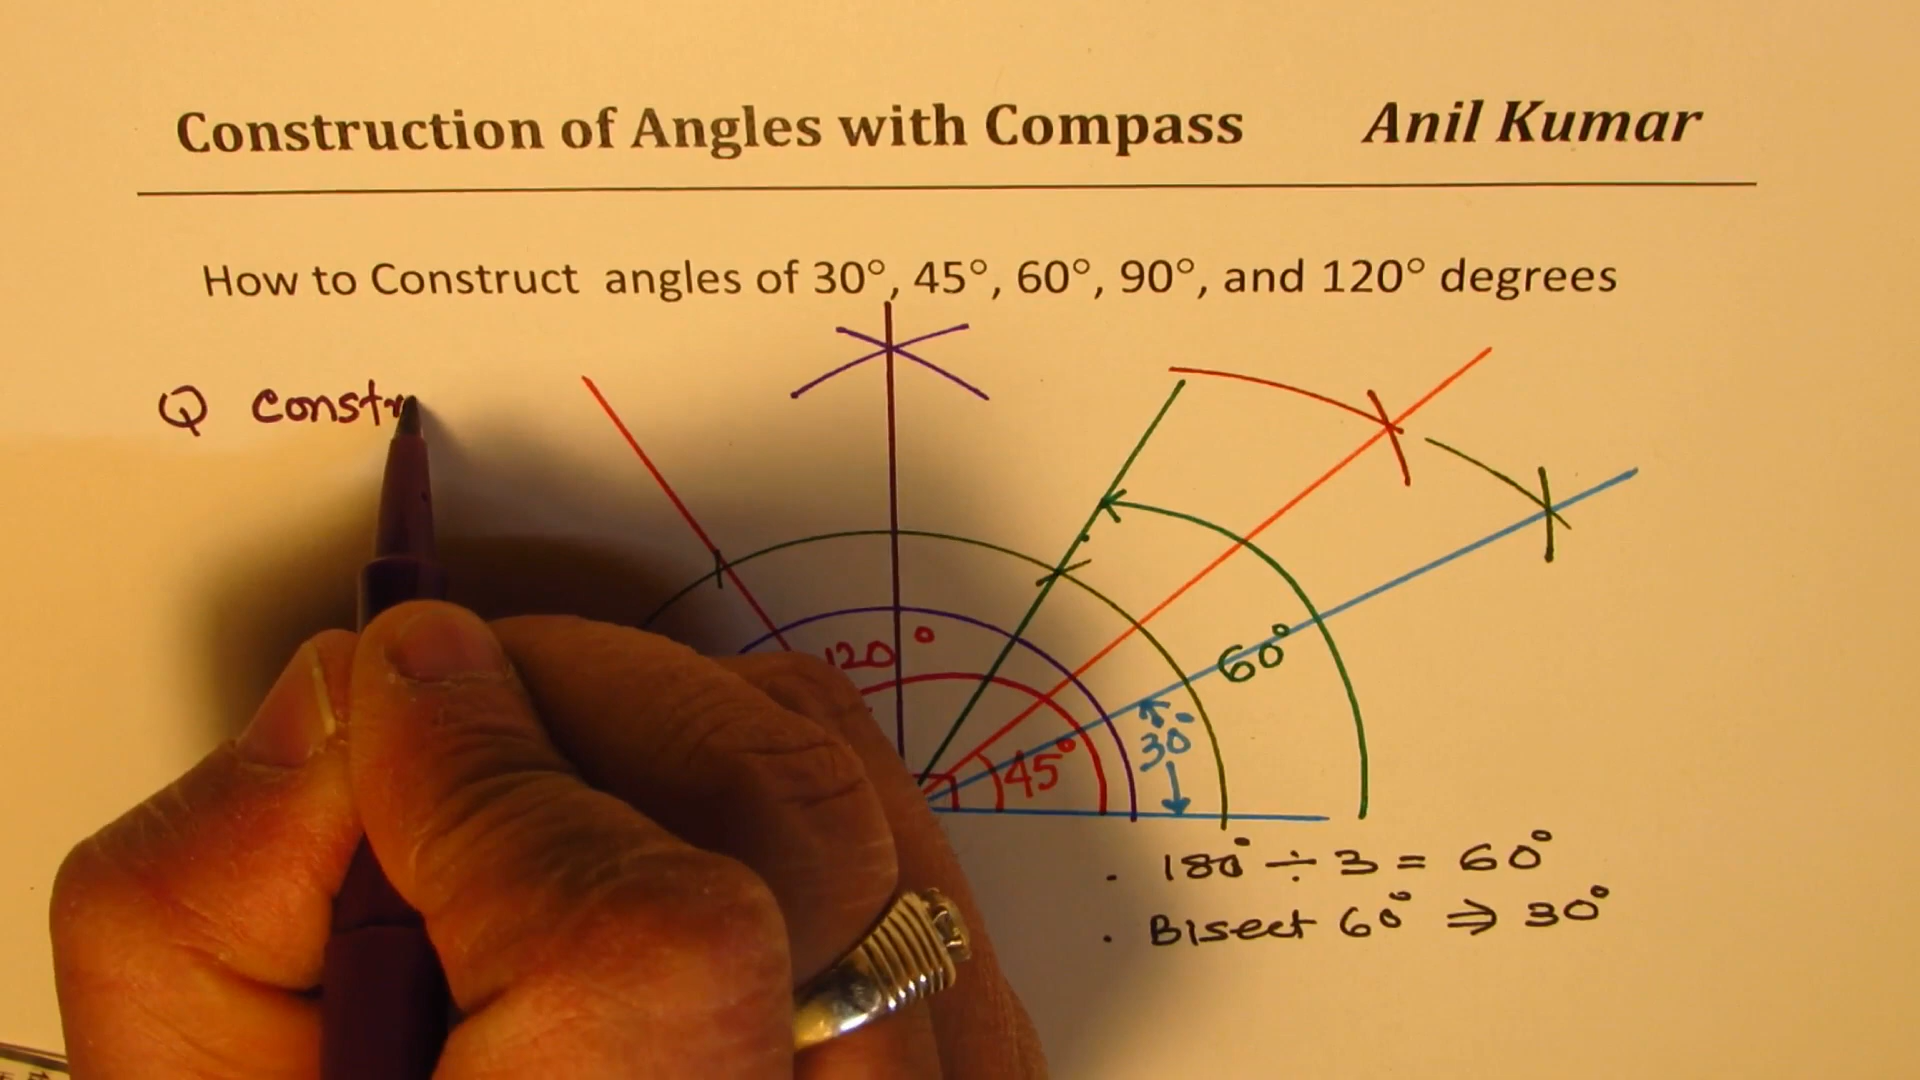 Construction of Angles with Compass Anil Kumar
How to Construct angles of 30°, 45°, 60°, 90°, and 120° degrees
Q constr
120°
60°
30°
45°
. 180° ÷ 3 = 60°
. Bisect 60° ⇒ 30°